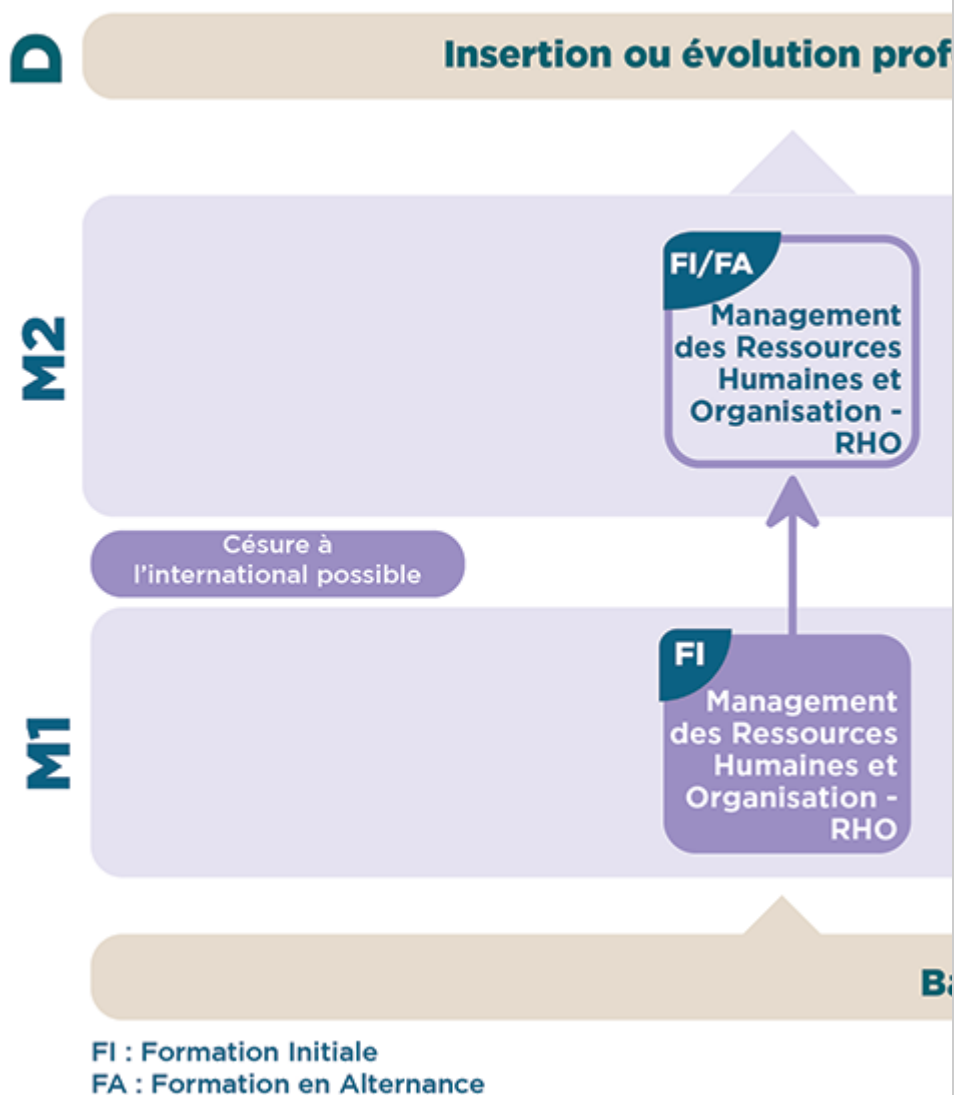 D
Insertion ou évolution prof
M2
FI/FA
Management
des Ressources
Humaines et
Organisation -
RHO
Césure à
l'international possible
M1
FI
Management
des Ressources
Humaines et
Organisation -
RHO
Ba
FI : Formation Initiale
FA : Formation en Alternance